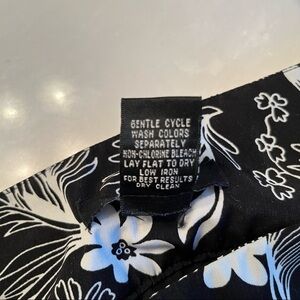 GENTLE CYCLE
WASH COLORS
SEPARATELY
NON-CHLORINE BLEACH
LAY FLAT TO DRY
LOW IRON
FOR BEST RESULTS
DRY CLEAN